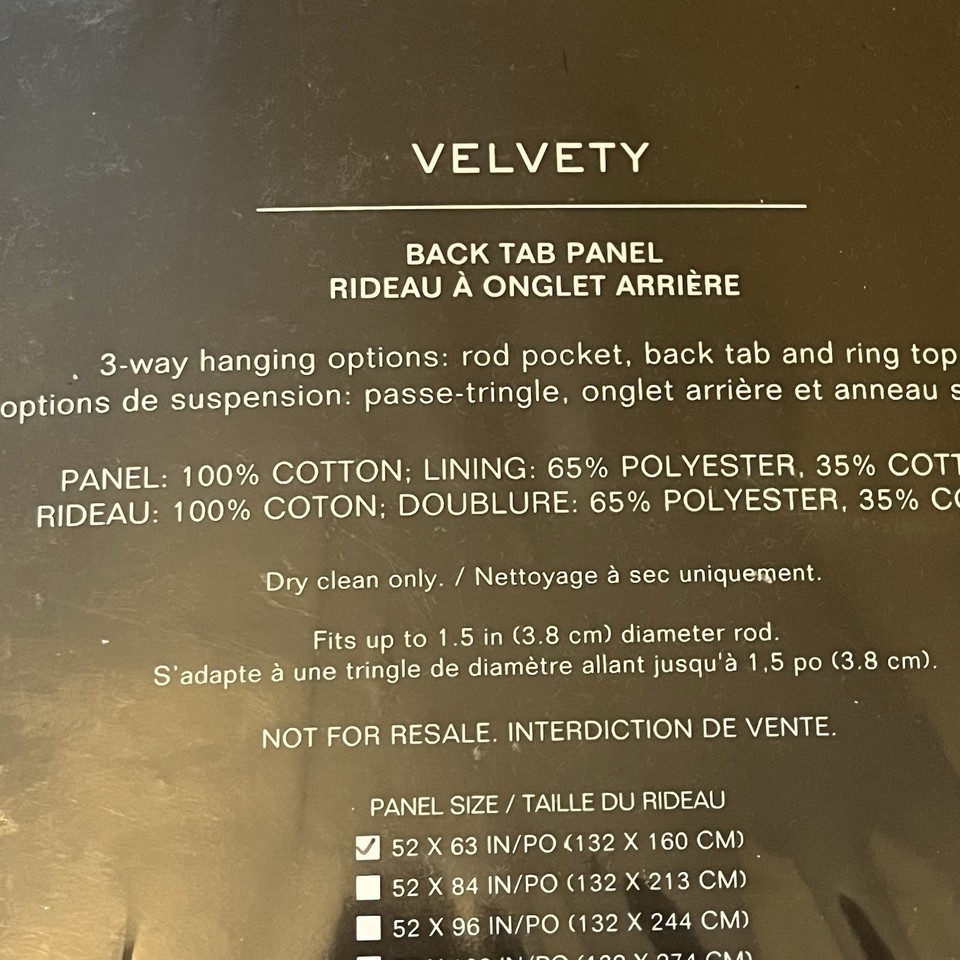 VELVETY
BACK TAB PANEL
RIDEAU À ONGLET ARRIÈRE
3-way hanging options: rod pocket, back tab and ring top
options de suspension: passe-tringle, onglet arrière et anneau
PANEL: 100% COTTON; LINING: 65% POLYESTER, 35% COTT
RIDEAU: 100% COTON; DOUBLURE: 65% POLYESTER, 35% CO
Dry clean only. / Nettoyage à sec uniquement.
Fits up to 1.5 in (3.8 cm) diameter rod.
S'adapte à une tringle de diamètre allant jusqu'à 1,5 po (3.8 cm).
NOT FOR RESALE. INTERDICTION DE VENTE.
PANEL SIZE / TAILLE DU RIDEAU
52 X 63 IN/PO (132 X 160 CM)
52 X 84 IN/PO (132 X 213 CM)
52 X 96 IN/PO (132 X 244 CM)